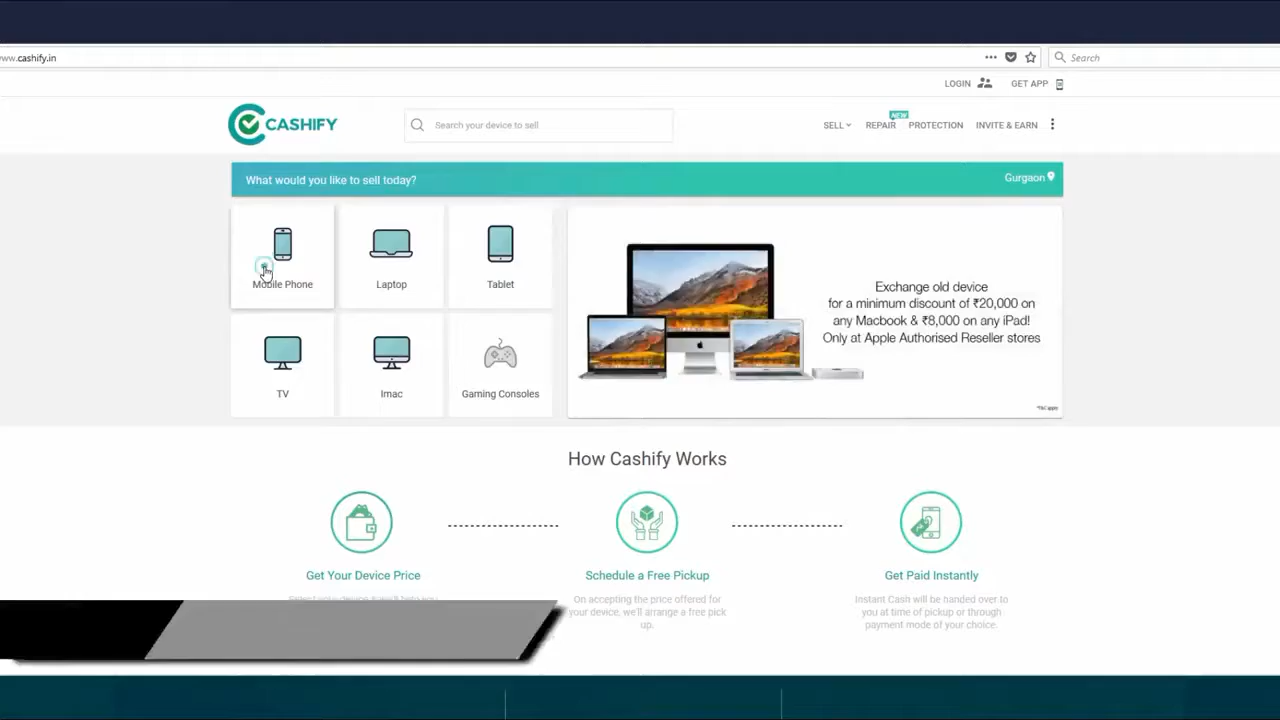 www.cashify.in
Search
LOGIN
GET APP
CASHIFY
Search your device to sell
SELL
REPAIR
NEW
PROTECTION
INVITE & EARN
What would you like to sell today?
Gurgaon
Mobile Phone
Laptop
Tablet
TV
Imac
Gaming Consoles
Exchange old device
for a minimum discount of ₹20,000 on
any Macbook & ₹8,000 on any iPad!
Only at Apple Authorised Reseller stores
*T&C apply
How Cashify Works
Get Your Device Price
Schedule a Free Pickup
On accepting the price offered for
your device, we'll arrange a free pick
up.
Get Paid Instantly
Instant Cash will be handed over to
you at time of pickup or through
payment mode of your choice.